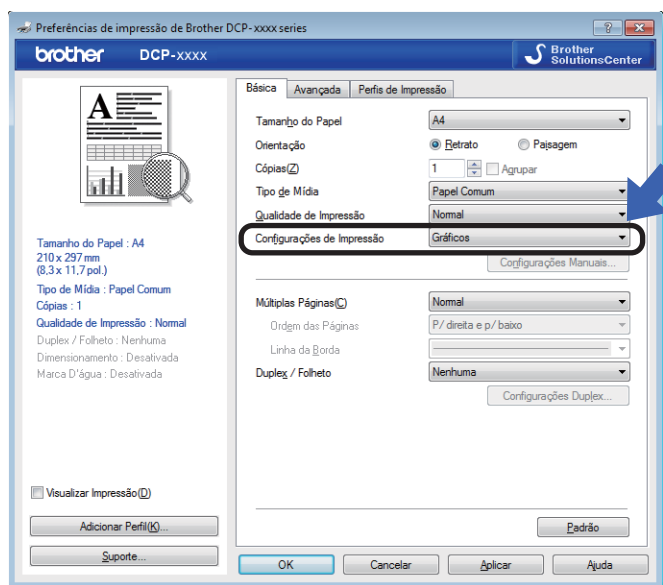 Preferências de impressão de Brother DCP-xxxx series
brother DCP-xxxx
Brother
SolutionsCenter
Básica Avançada Perfis de Impressão
A
Tamanho do Papel A4
Orientação Retrato Paisagem
Cópias(Z) 1 Agrupar
Tipo de Mídia Papel Comum
Qualidade de Impressão Normal
Configurações de Impressão Gráficos
Configurações Manuais...
Tamanho do Papel : A4
210 x 297 mm
(8,3 x 11,7 pol.)
Tipo de Mídia : Papel Comum
Cópias : 1
Qualidade de Impressão : Normal
Duplex / Folheto : Nenhuma
Dimensionamento : Desativada
Marca D'água : Desativada
Múltiplas Páginas(C) Normal
Ordem das Páginas P/ direita e p/ baixo
Linha da Borda
Duplex / Folheto Nenhuma
Configurações Duplex...
Visualizar Impressão(D)
Adicionar Perfil(K)...
Suporte...
Padrão
OK Cancelar Aplicar Ajuda